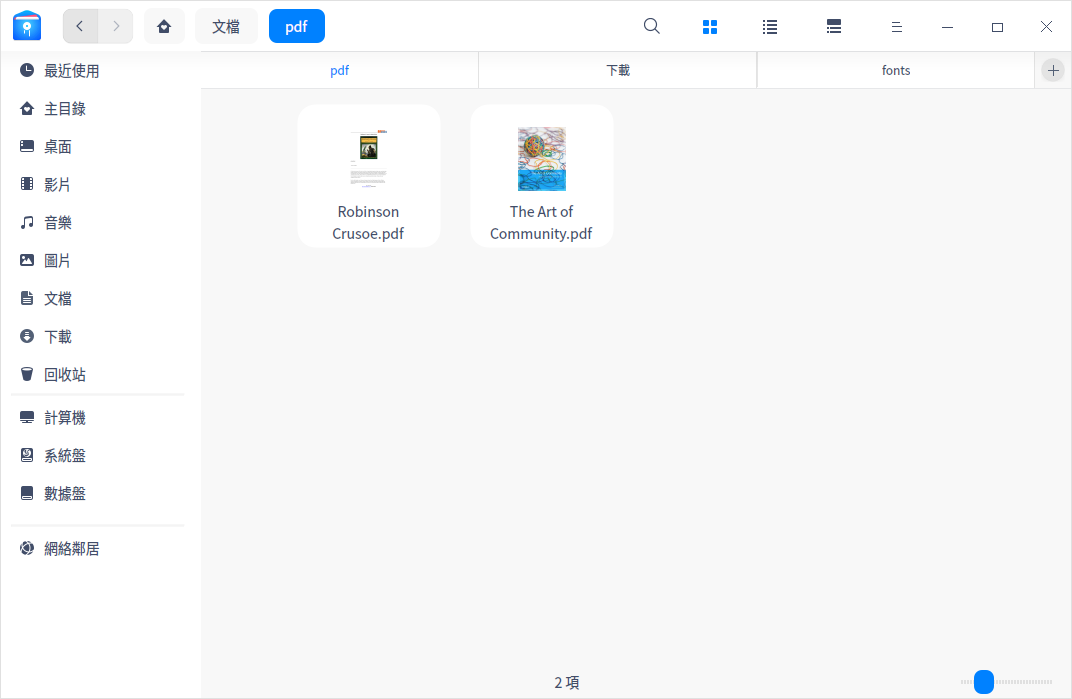 文檔
pdf
pdf
下載
fonts
最近使用
主目錄
桌面
影片
音樂
圖片
文檔
下載
回收站
計算機
系統盤
數據盤
網絡鄰居
Robinson
Crusoe.pdf
The Art of
Community.pdf
2 項